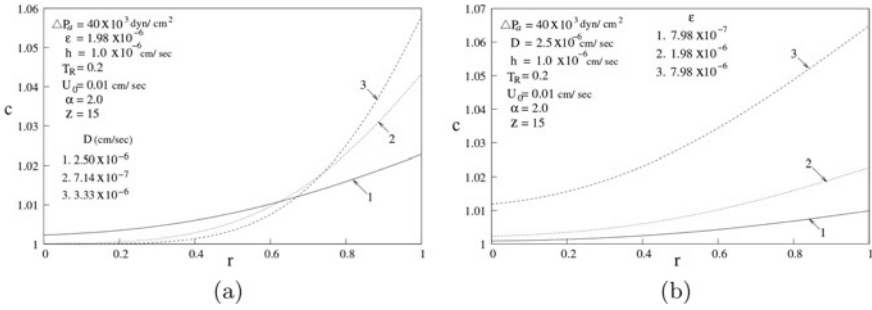 △Pₐ = 40 X 10³ dyn/ cm²
ε = 1.98 X10⁻⁶
h = 1.0 X10⁻⁶ cm/ sec
T_R = 0.2
U₀= 0.01 cm/ sec
α = 2.0
Z = 15
D (cm/sec)
1. 2.50 X10⁻⁶
2. 7.14 X10⁻⁷
3. 3.33 X10⁻⁶
1.06
1.05
1.04
1.03
1.02
1.01
1
c
0
0.2
0.4
0.6
0.8
1
r
3
2
1
(a)
△Pₐ = 40 X 10³ dyn/ cm²
D = 2.5X10⁻⁶ cm/ sec
h = 1.0 X10⁻⁶ cm/ sec
T_R = 0.2
U₀= 0.01 cm/ sec
α = 2.0
Z = 15
ε
1. 7.98 X10⁻⁷
2. 1.98 X10⁻⁶
3. 7.98 X10⁻⁶
1.07
1.06
1.05
1.04
1.03
1.02
1.01
1
c
0
0.2
0.4
0.6
0.8
1
r
3
2
1
(b)